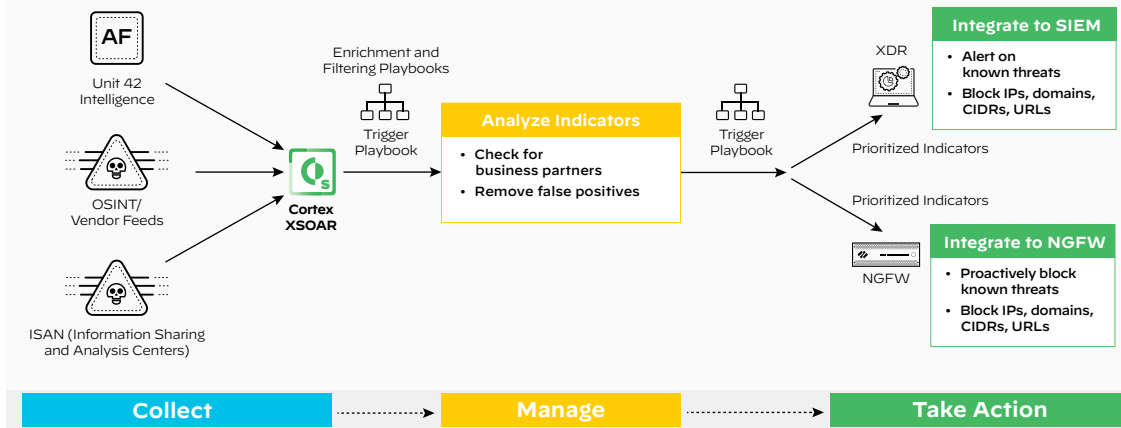 AF
Unit 42
Intelligence
OSINT/
Vendor Feeds
ISAN (Information Sharing
and Analysis Centers)
S
Cortex
XSOAR
Enrichment and
Filtering Playbooks
Trigger
Playbook
Analyze Indicators
• Check for
business partners
• Remove false positives
Trigger
Playbook
XDR
Prioritized Indicators
Prioritized Indicators
NGFW
Integrate to SIEM
• Alert on
known threats
• Block IPs, domains,
CIDRs, URLs
Integrate to NGFW
• Proactively block
known threats
• Block IPs, domains,
CIDRs, URLs
Collect
Manage
Take Action